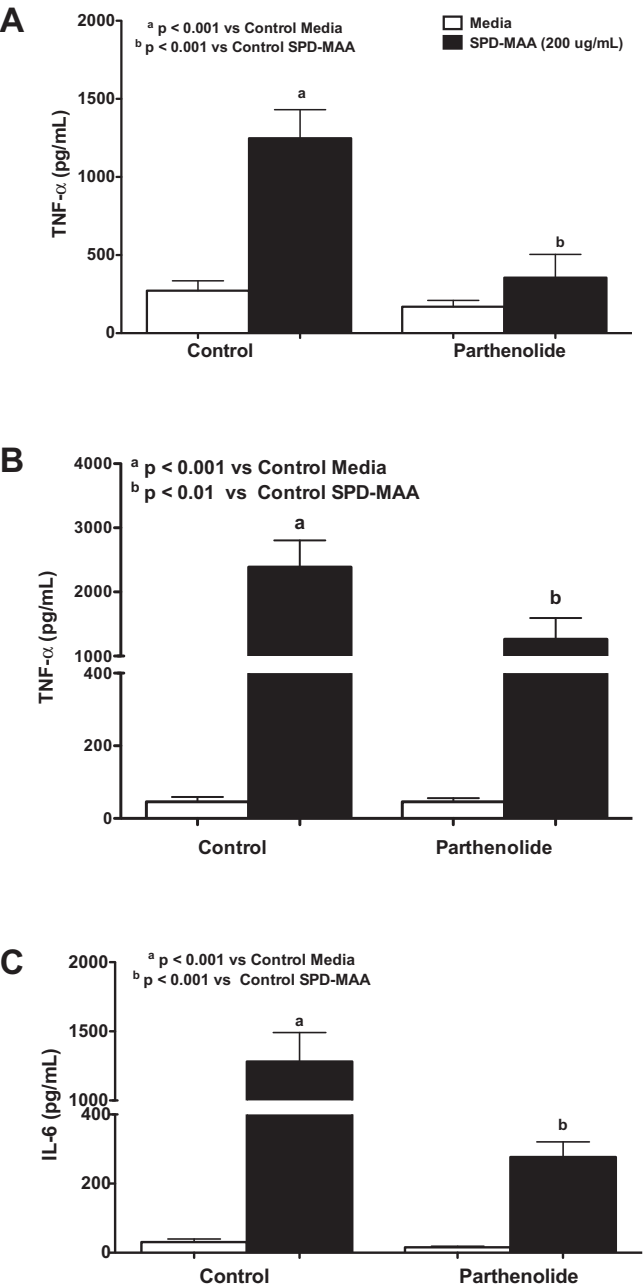 A
a p < 0.001 vs Control Media
b p < 0.001 vs Control SPD-MAA
Media
SPD-MAA (200 ug/mL)
TNF-α (pg/mL)
2000
1500
1000
500
0
a
b
Control
Parthenolide
B
a p < 0.001 vs Control Media
b p < 0.01 vs Control SPD-MAA
TNF-α (pg/mL)
4000
3000
2000
1000
400
200
0
a
b
Control
Parthenolide
C
a p < 0.001 vs Control Media
b p < 0.001 vs Control SPD-MAA
IL-6 (pg/mL)
2000
1500
1000
400
200
0
a
b
Control
Parthenolide